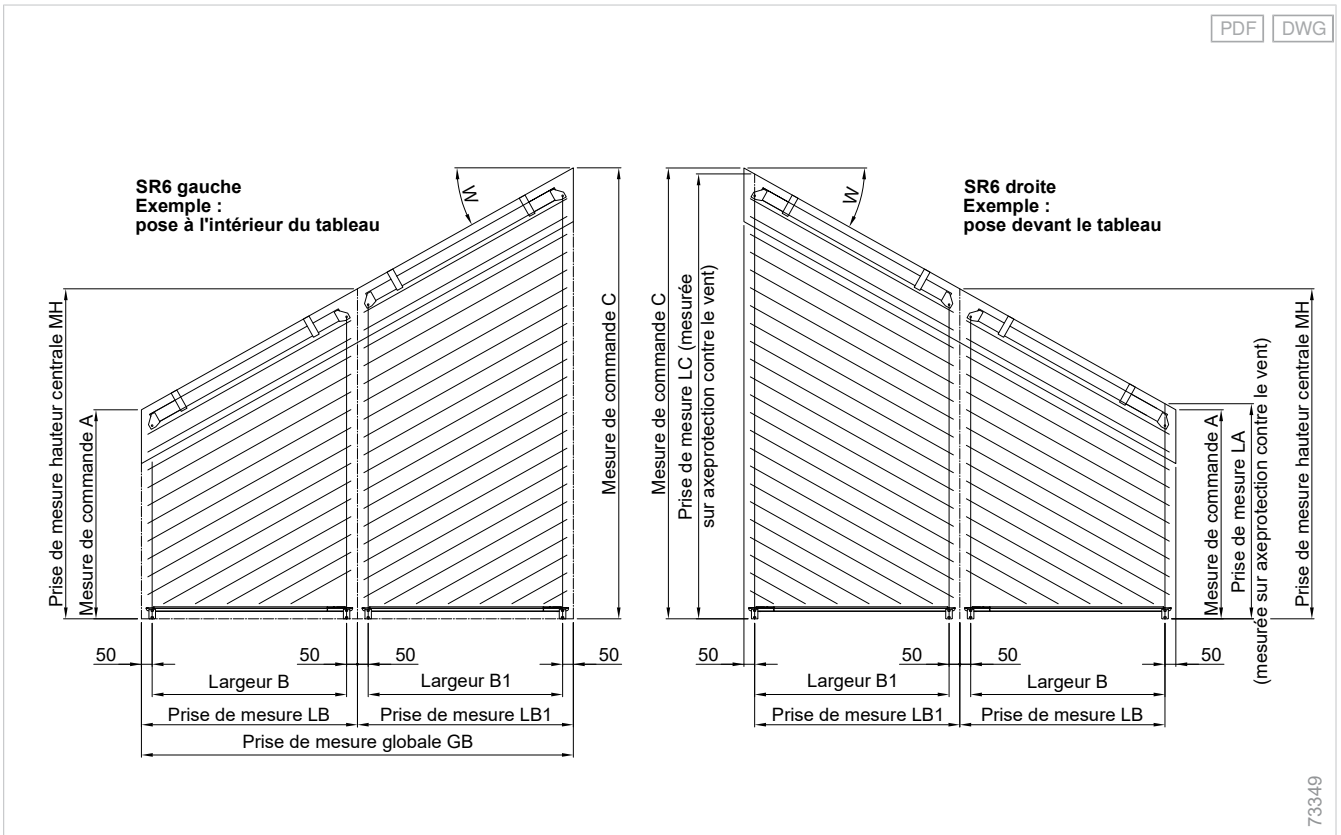 PDF DWG
SR6 gauche
Exemple :
pose à l'intérieur du tableau
W
Prise de mesure hauteur centrale MH
Mesure de commande A
Mesure de commande C
50 50 50 50
Largeur B Largeur B1
Prise de mesure LB Prise de mesure LB1
Prise de mesure globale GB
SR6 droite
Exemple :
pose devant le tableau
W
Mesure de commande C
Prise de mesure LC (mesurée
sur axeprotection contre le vent)
Mesure de commande A
Prise de mesure LA
(mesurée sur axeprotection contre le vent)
Prise de mesure hauteur centrale MH
50 50 50 50
Largeur B1 Largeur B
Prise de mesure LB1 Prise de mesure LB
73349